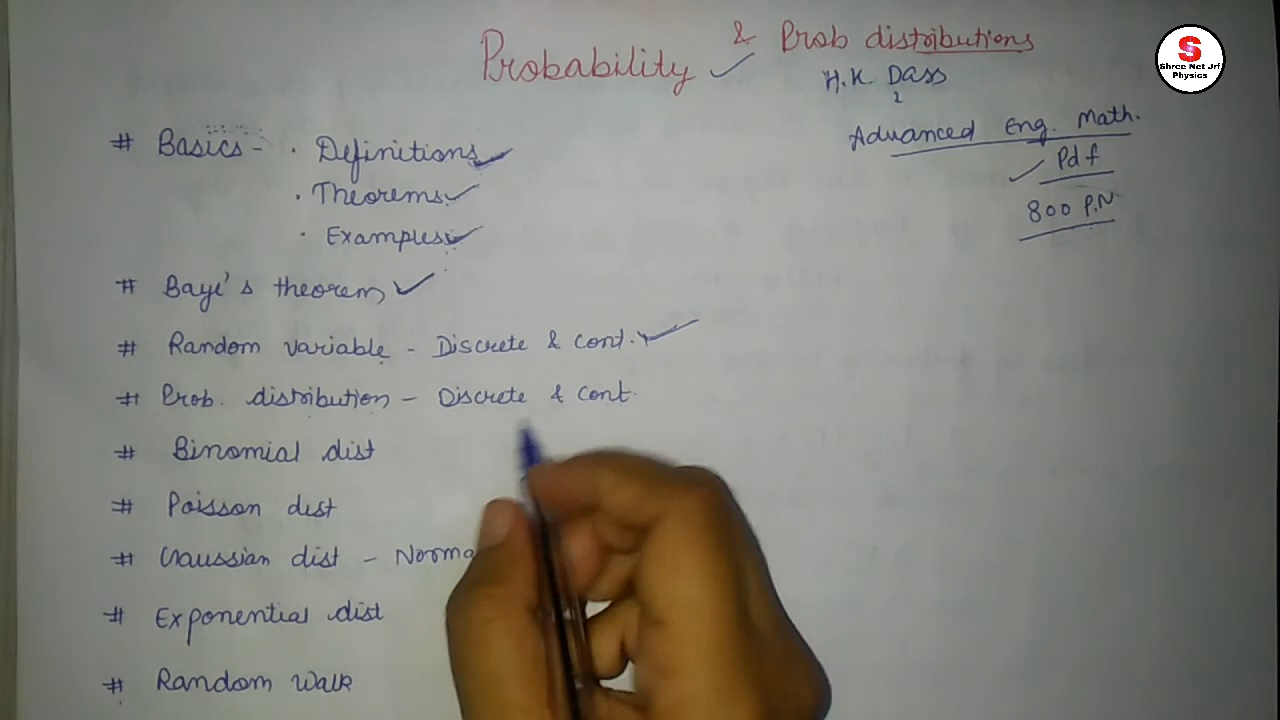 Probability & Prob distributions
H.K. Dass
Advanced Eng. Math.
Pdf
800 P.N
# Basics - · Definitions
· Theorems
· Examples
# Baye's theorem
# Random variable - Discrete & cont.
# Prob. distribution - Discrete & cont.
# Binomial dist
# Poisson dist
# Gaussian dist - Norma
# Exponential dist
# Random walk
S
Shree Net Jrf
Physics